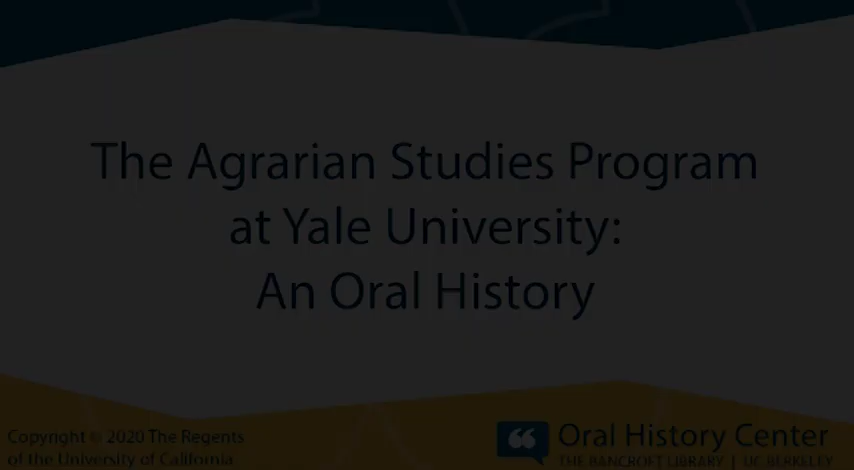 The Agrarian Studies Program
at Yale University:
An Oral History
Copyright © 2020 The Regents
of the University of California
Oral History Center
THE BANCROFT LIBRARY | UC BERKELEY